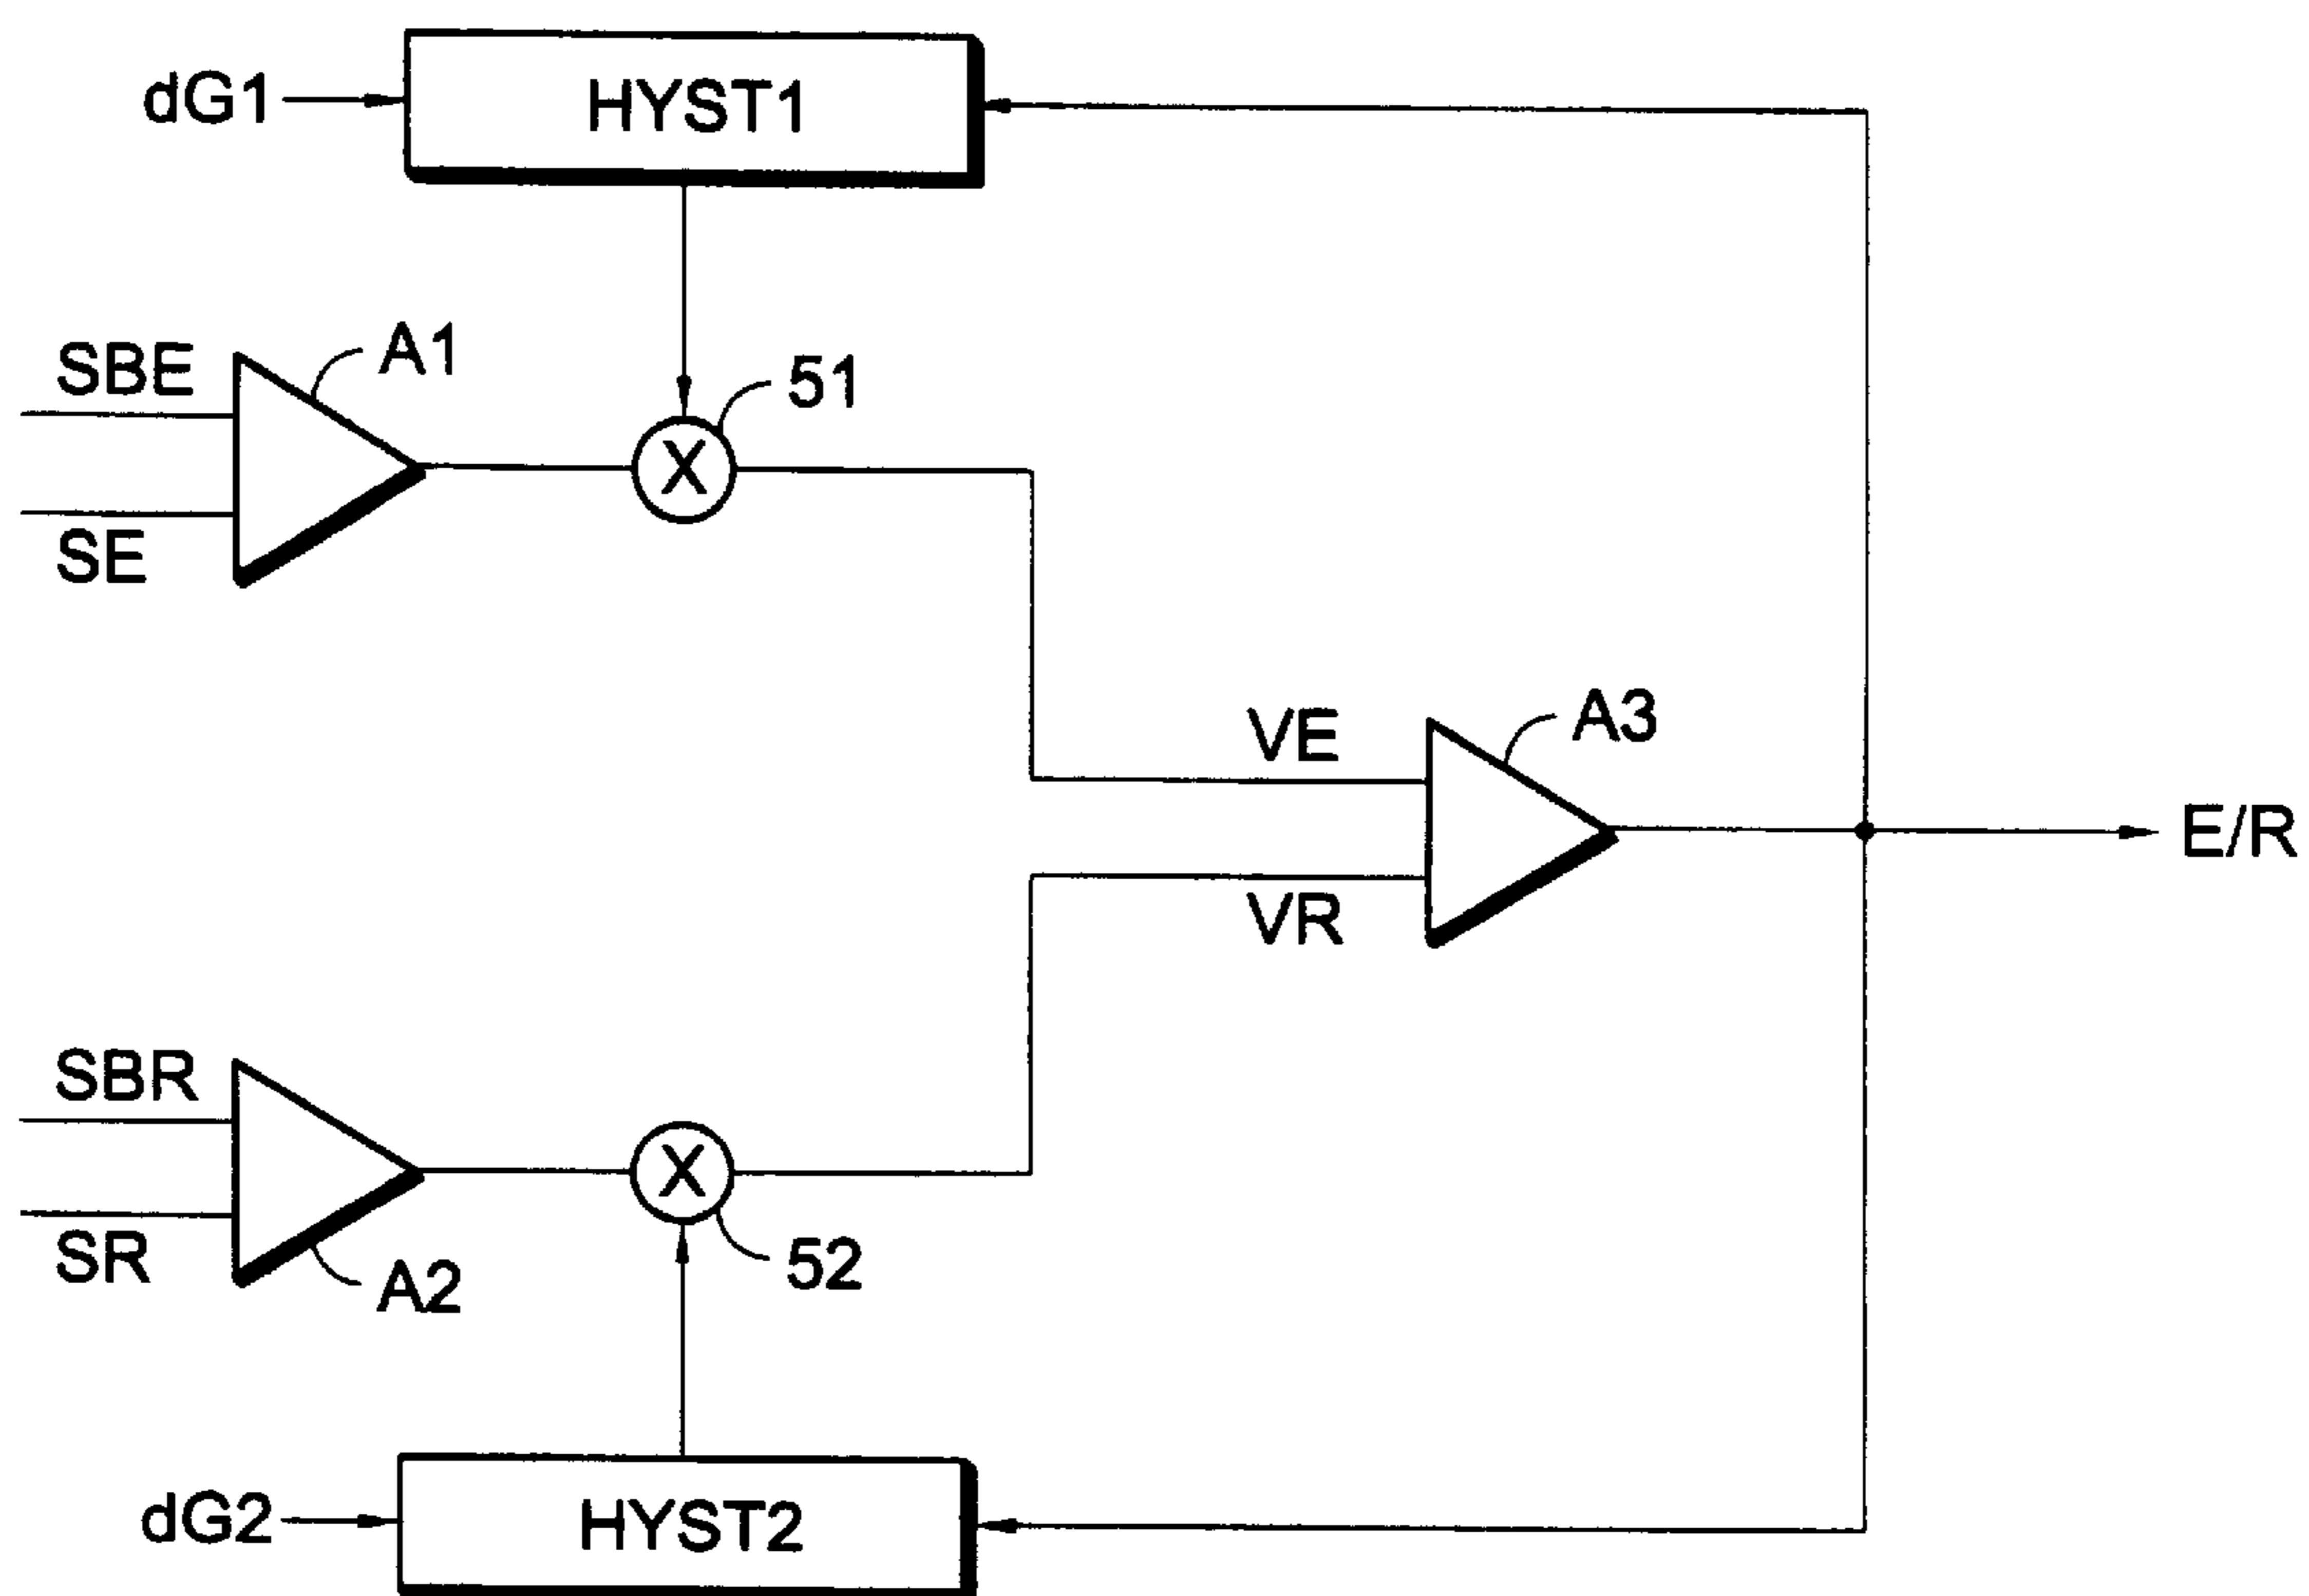 dG1
HYST1
SBE
A1
51
SE
VE
A3
E/R
VR
SBR
SR
A2
52
dG2
HYST2
X
X